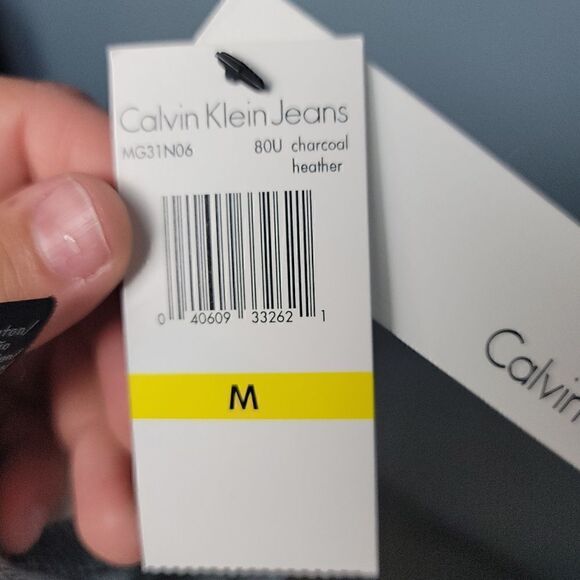 Calvin Klein Jeans
MG31N06 80U charcoal
heather
0 40609 33262 1
M
Calvin